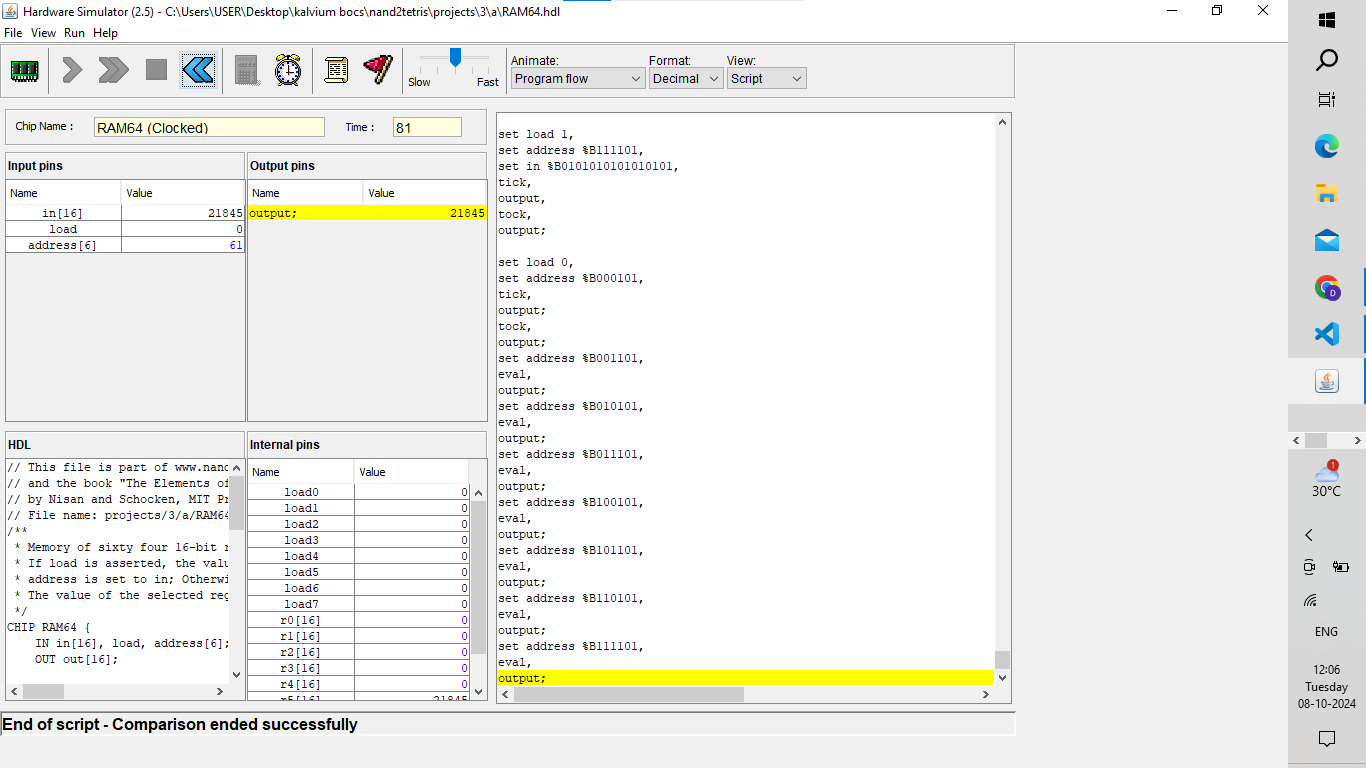 Hardware Simulator (2.5) - C:\Users\USER\Desktop\kalvium bocs\nand2tetris\projects\3\a\RAM64.hdl
File View Run Help
Slow Fast
Animate: Format: View:
Program flow Decimal Script
Chip Name : RAM64 (Clocked) Time : 81
Input pins
Name Value
in[16] 21845
load 0
address[6] 61
Output pins
Name Value
output; 21845
HDL
// This file is part of www.nand
// and the book "The Elements of
// by Nisan and Schocken, MIT Pr
// File name: projects/3/a/RAM64
/**
* Memory of sixty four 16-bit r
* If load is asserted, the valu
* address is set to in; Otherwi
* The value of the selected reg
*/
CHIP RAM64 {
IN in[16], load, address[6];
OUT out[16];
Internal pins
Name Value
load0 0
load1 0
load2 0
load3 0
load4 0
load5 0
load6 0
load7 0
r0[16] 0
r1[16] 0
r2[16] 0
r3[16] 0
r4[16] 0
r5[16] 21845
set load 1,
set address %B111101,
set in %B0101010101010101,
tick,
output,
tock,
output;
set load 0,
set address %B000101,
tick,
output;
tock,
output;
set address %B001101,
eval,
output;
set address %B010101,
eval,
output;
set address %B011101,
eval,
output;
set address %B100101,
eval,
output;
set address %B101101,
eval,
output;
set address %B110101,
eval,
output;
set address %B111101,
eval,
output;
End of script - Comparison ended successfully
D
1
30°C
ENG
12:06
Tuesday
08-10-2024